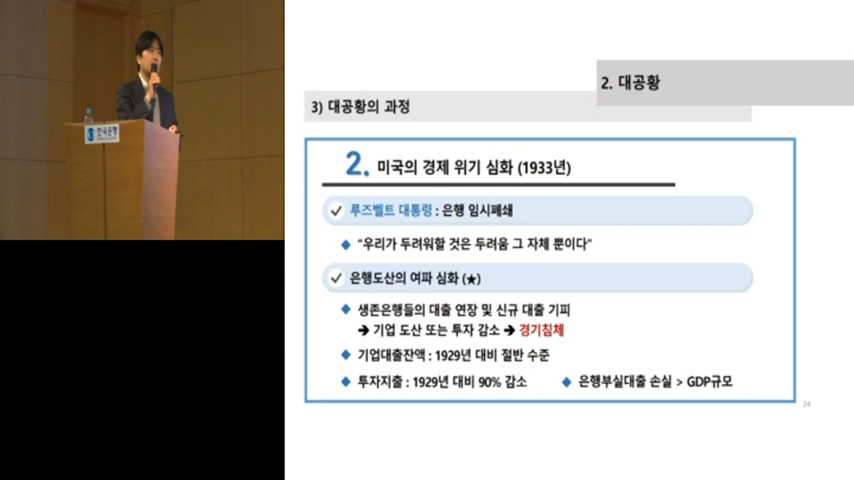 한국은행
2. 대공황
3) 대공황의 과정
2. 미국의 경제 위기 심화 (1933년)
루즈벨트 대통령 : 은행 임시폐쇄
“우리가 두려워할 것은 두려움 그 자체 뿐이다”
은행도산의 여파 심화 (★)
생존은행들의 대출 연장 및 신규 대출 기피
➔ 기업 도산 또는 투자 감소 ➔ 경기침체
기업대출잔액 : 1929년 대비 절반 수준
투자지출 : 1929년 대비 90% 감소
은행부실대출 손실 > GDP규모
24